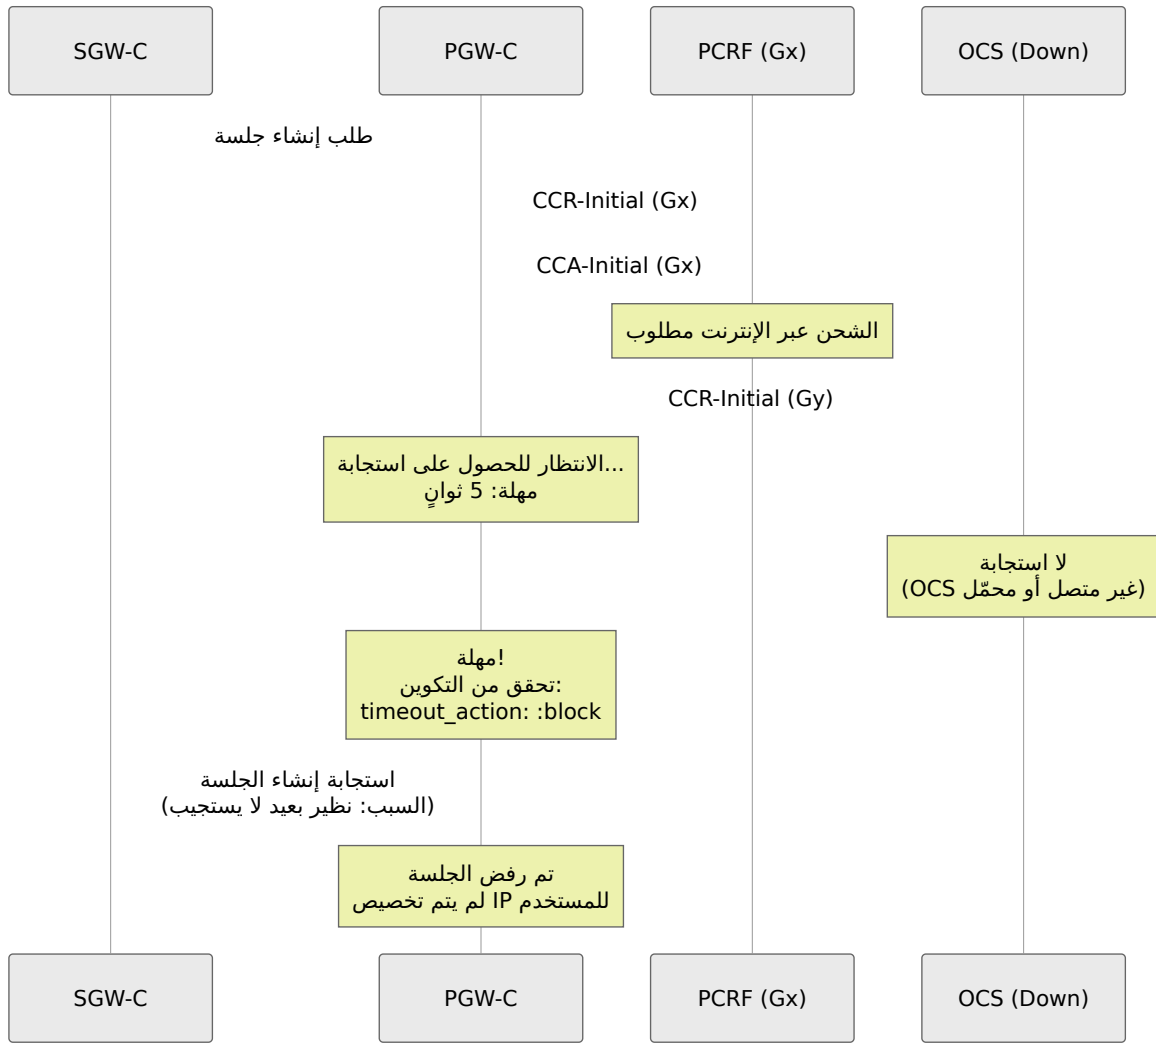 SGW-C
PGW-C
PCRF (Gx)
OCS (Down)
طلب إنشاء جلسة
CCR-Initial (Gx)
CCA-Initial (Gx)
الشحن عبر الإنترنت مطلوب
CCR-Initial (Gy)
الانتظار للحصول على استجابة...
مهلة: 5 ثوانٍ
لا استجابة
(OCS غير متصل أو محمّل)
مهلة!
تحقق من التكوين:
timeout_action: :block
استجابة إنشاء الجلسة
(السبب: نظير بعيد لا يستجيب)
تم رفض الجلسة
لم يتم تخصيص IP للمستخدم
SGW-C
PGW-C
PCRF (Gx)
OCS (Down)